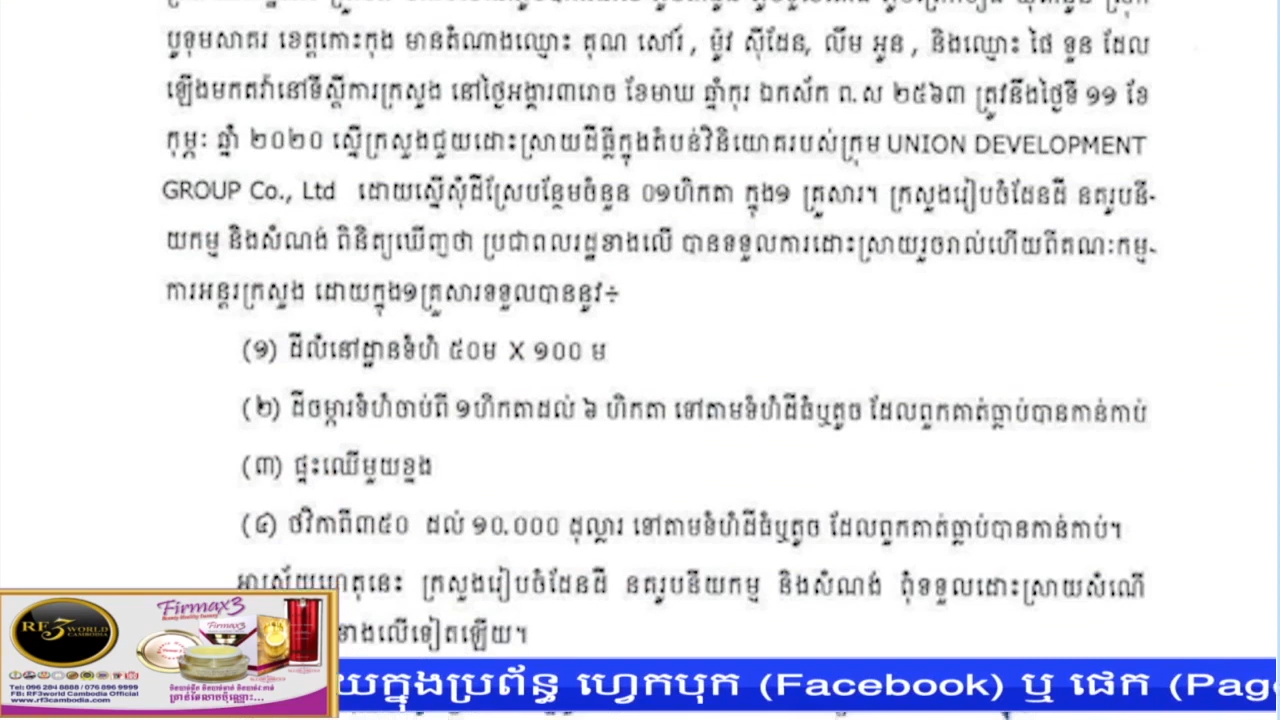 បូទុមសាគរ ខេត្តកោះកុង មានតំណាងឈ្មោះ គុណ សៅរ៍ , ម៉ូវ ស៊ីដែន, លឹម អួន , និងឈ្មោះ ផៃ ទួន ដែល
ឡើងមកតវ៉ានៅទីស្តីការក្រសួង នៅថ្ងៃអង្គារ៣រោច ខែមាឃ ឆ្នាំកុរ ឯកស័ក ព.ស ២៥៦៣ ត្រូវនឹងថ្ងៃទី ១១ ខែ
កុម្ភៈ ឆ្នាំ ២០២០ ស្នើក្រសួងជួយដោះស្រាយដីធ្លីក្នុងតំបន់វិនិយោគរបស់ក្រុម UNION DEVELOPMENT
GROUP Co., Ltd ដោយស្នើសុំដីស្រែបន្ថែមចំនួន ០១ហិកតា ក្នុង១ គ្រួសារ។ ក្រសួងរៀបចំដែនដី នគរូបនី-
យកម្ម និងសំណង់ ពិនិត្យឃើញថា ប្រជាពលរដ្ឋខាងលើ បានទទួលការដោះស្រាយរួចរាល់ហើយពីគណៈកម្ម-
ការអន្តរក្រសួង ដោយក្នុង១គ្រួសារទទួលបាននូវ÷
(១) ដីលំនៅដ្ឋានទំហំ ៥០ម X ១០០ ម
(២) ដីចម្ការទំហំចាប់ពី ១ហិកតាដល់ ៦ ហិកតា ទៅតាមទំហំដីធំឬតូច ដែលពួកគាត់ធ្លាប់បានកាន់កាប់
(៣) ផ្ទះឈើមួយខ្នង
(៤) ថវិកាពី៣៥០ ដល់ ១០.០០០ ដុល្លារ ទៅតាមទំហំដីធំឬតូច ដែលពួកគាត់ធ្លាប់បានកាន់កាប់។
អាស្រ័យហេតុនេះ ក្រសួងរៀបចំដែនដី នគរូបនីយកម្ម និងសំណង់ ពុំទទួលដោះស្រាយសំណើ
ខាងលើទៀតឡើយ។
RF3 WORLD
CAMBODIA
Firmax3
Firmax3
Tel: 096 284 8888 / 076 896 9999
FB: RF3world Cambodia Official
www.rf3cambodia.com
យក្នុងប្រព័ន្ធ ហ្វេកបុក (Facebook) ឬ ផេក (Page